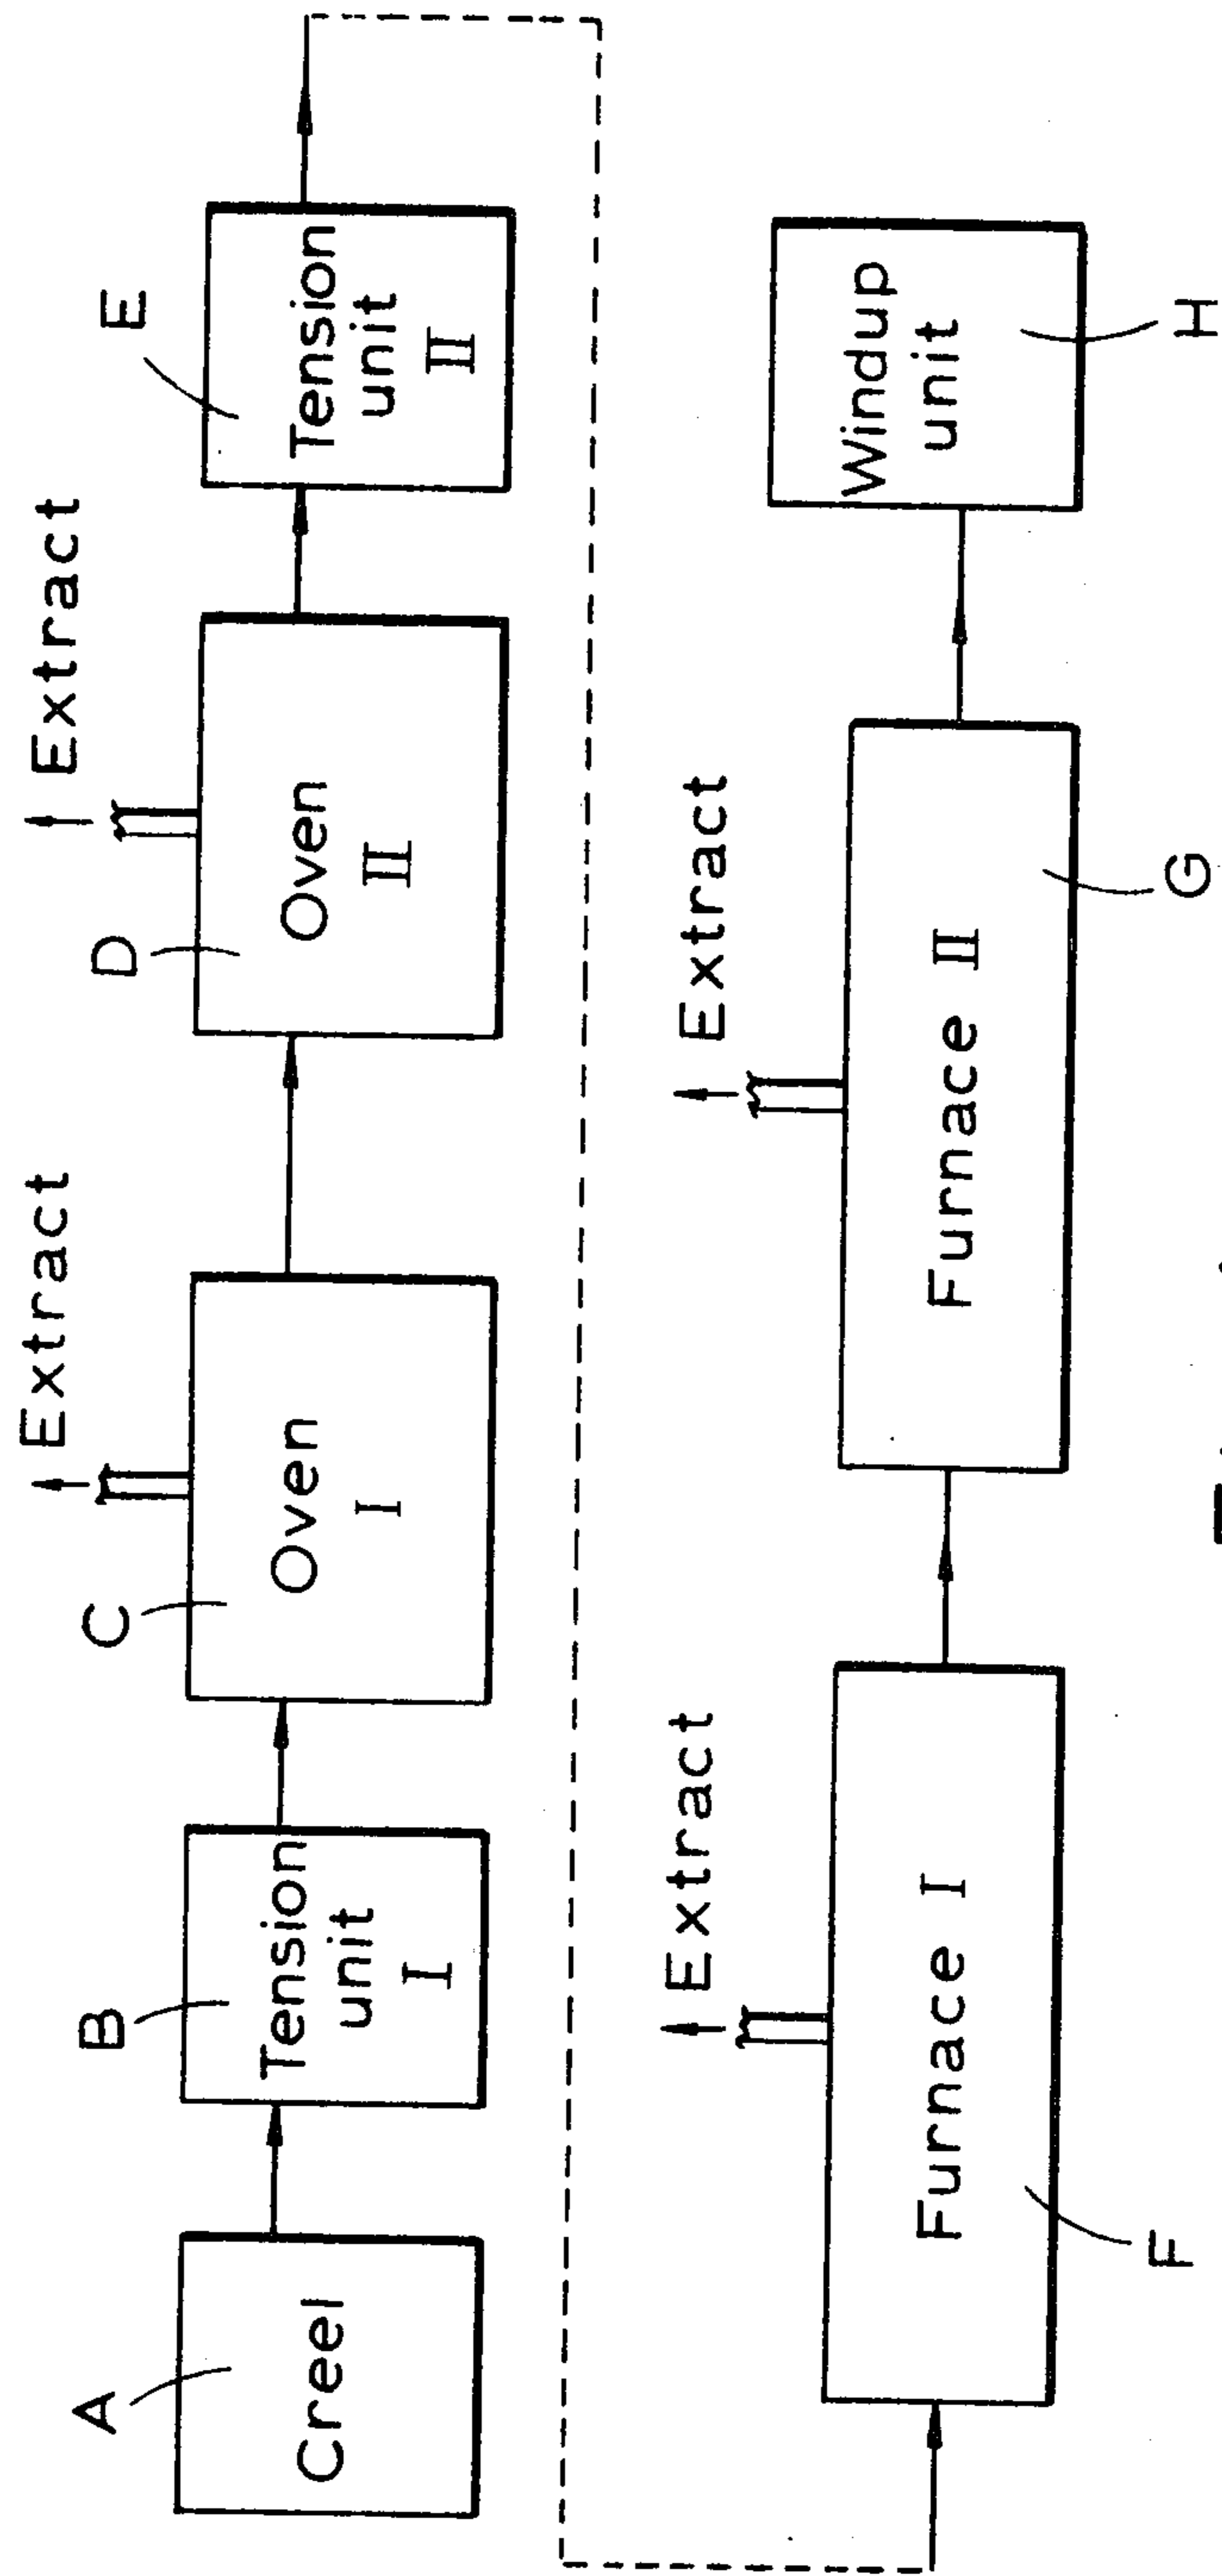 A
Creel
B
Tension
unit
I
C
Oven
I
Extract
D
Oven
II
Extract
E
Tension
unit
II
F
Furnace I
Extract
G
Furnace II
Extract
H
Windup
unit